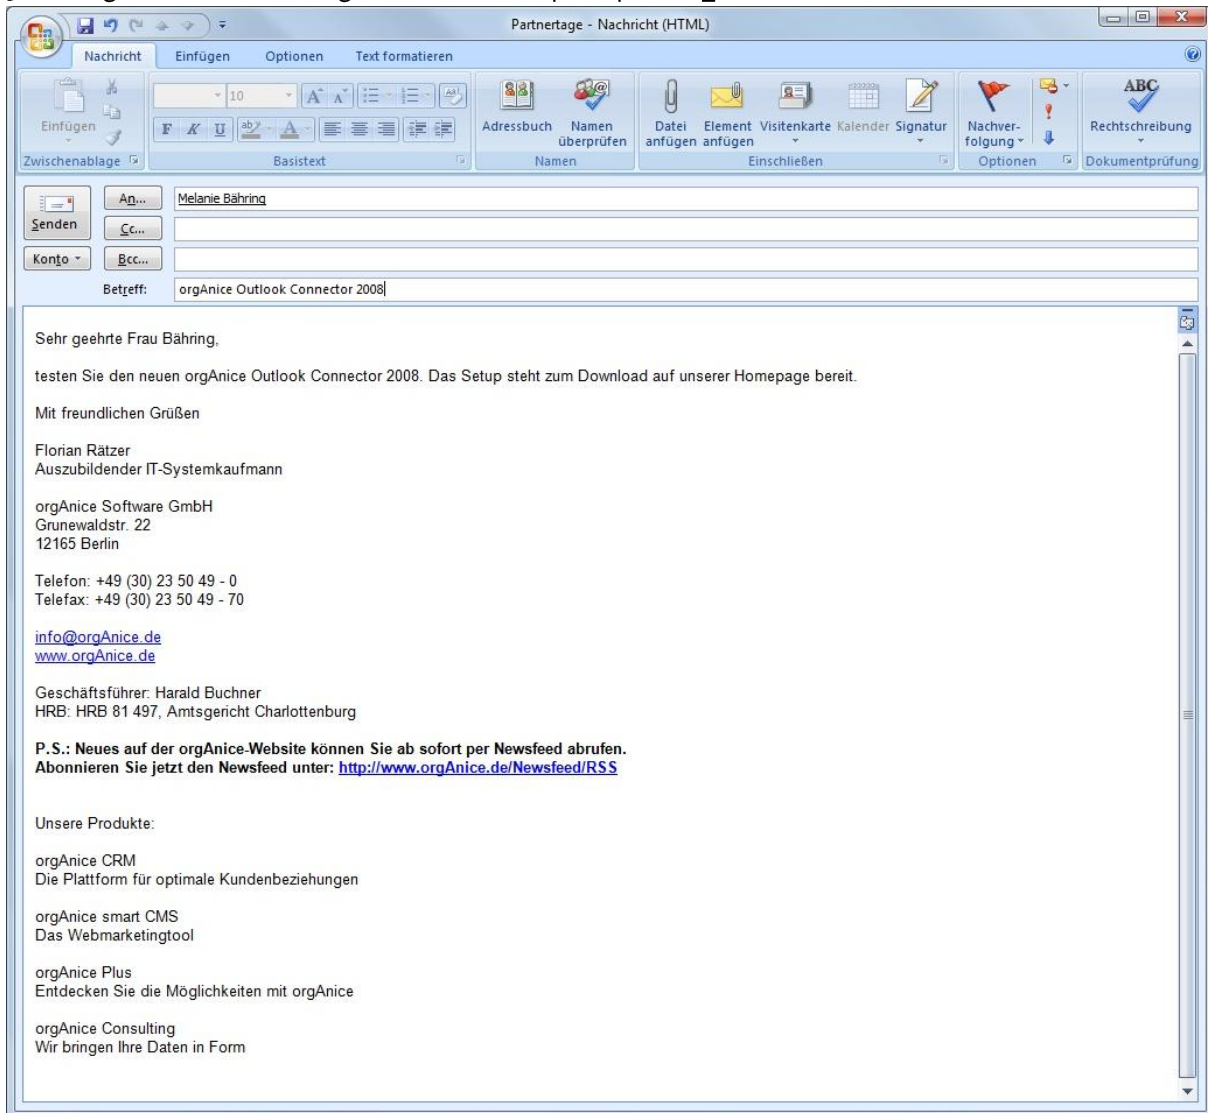 Partnertage - Nachricht (HTML)
Nachricht Einfügen Optionen Text formatieren
Einfügen
10
F K U
Adressbuch
Namen überprüfen
Datei anfügen
Element anfügen
Visitenkarte
Kalender
Signatur
Nachver-
folgung
ABC
Rechtschreibung
Zwischenablage Basistext Namen Einschließen Optionen Dokumentprüfung
Senden
An... Melanie Bähring
Cc...
Konto
Bcc...
Betreff: orgAnice Outlook Connector 2008
Sehr geehrte Frau Bähring,
testen Sie den neuen orgAnice Outlook Connector 2008. Das Setup steht zum Download auf unserer Homepage bereit.
Mit freundlichen Grüßen
Florian Rätzer
Auszubildender IT-Systemkaufmann
orgAnice Software GmbH
Grunewaldstr. 22
12165 Berlin
Telefon: +49 (30) 23 50 49 - 0
Telefax: +49 (30) 23 50 49 - 70
info@orgAnice.de
www.orgAnice.de
Geschäftsführer: Harald Buchner
HRB: HRB 81 497, Amtsgericht Charlottenburg
P.S.: Neues auf der orgAnice-Website können Sie ab sofort per Newsfeed abrufen.
Abonnieren Sie jetzt den Newsfeed unter: http://www.orgAnice.de/Newsfeed/RSS
Unsere Produkte:
orgAnice CRM
Die Plattform für optimale Kundenbeziehungen
orgAnice smart CMS
Das Webmarketingtool
orgAnice Plus
Entdecken Sie die Möglichkeiten mit orgAnice
orgAnice Consulting
Wir bringen Ihre Daten in Form